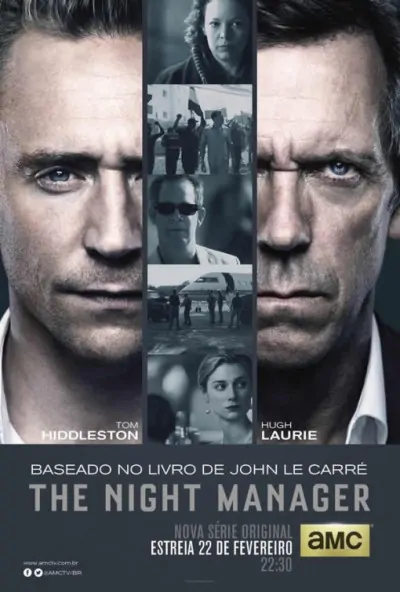 TOM
HIDDLESTON
HUGH
LAURIE
BASEADO NO LIVRO DE JOHN LE CARRÉ
THE NIGHT MANAGER
NOVA SÉRIE ORIGINAL
ESTREIA 22 DE FEVEREIRO
22:30
aMC
www.amctv.com.br
@AMCTV-BR